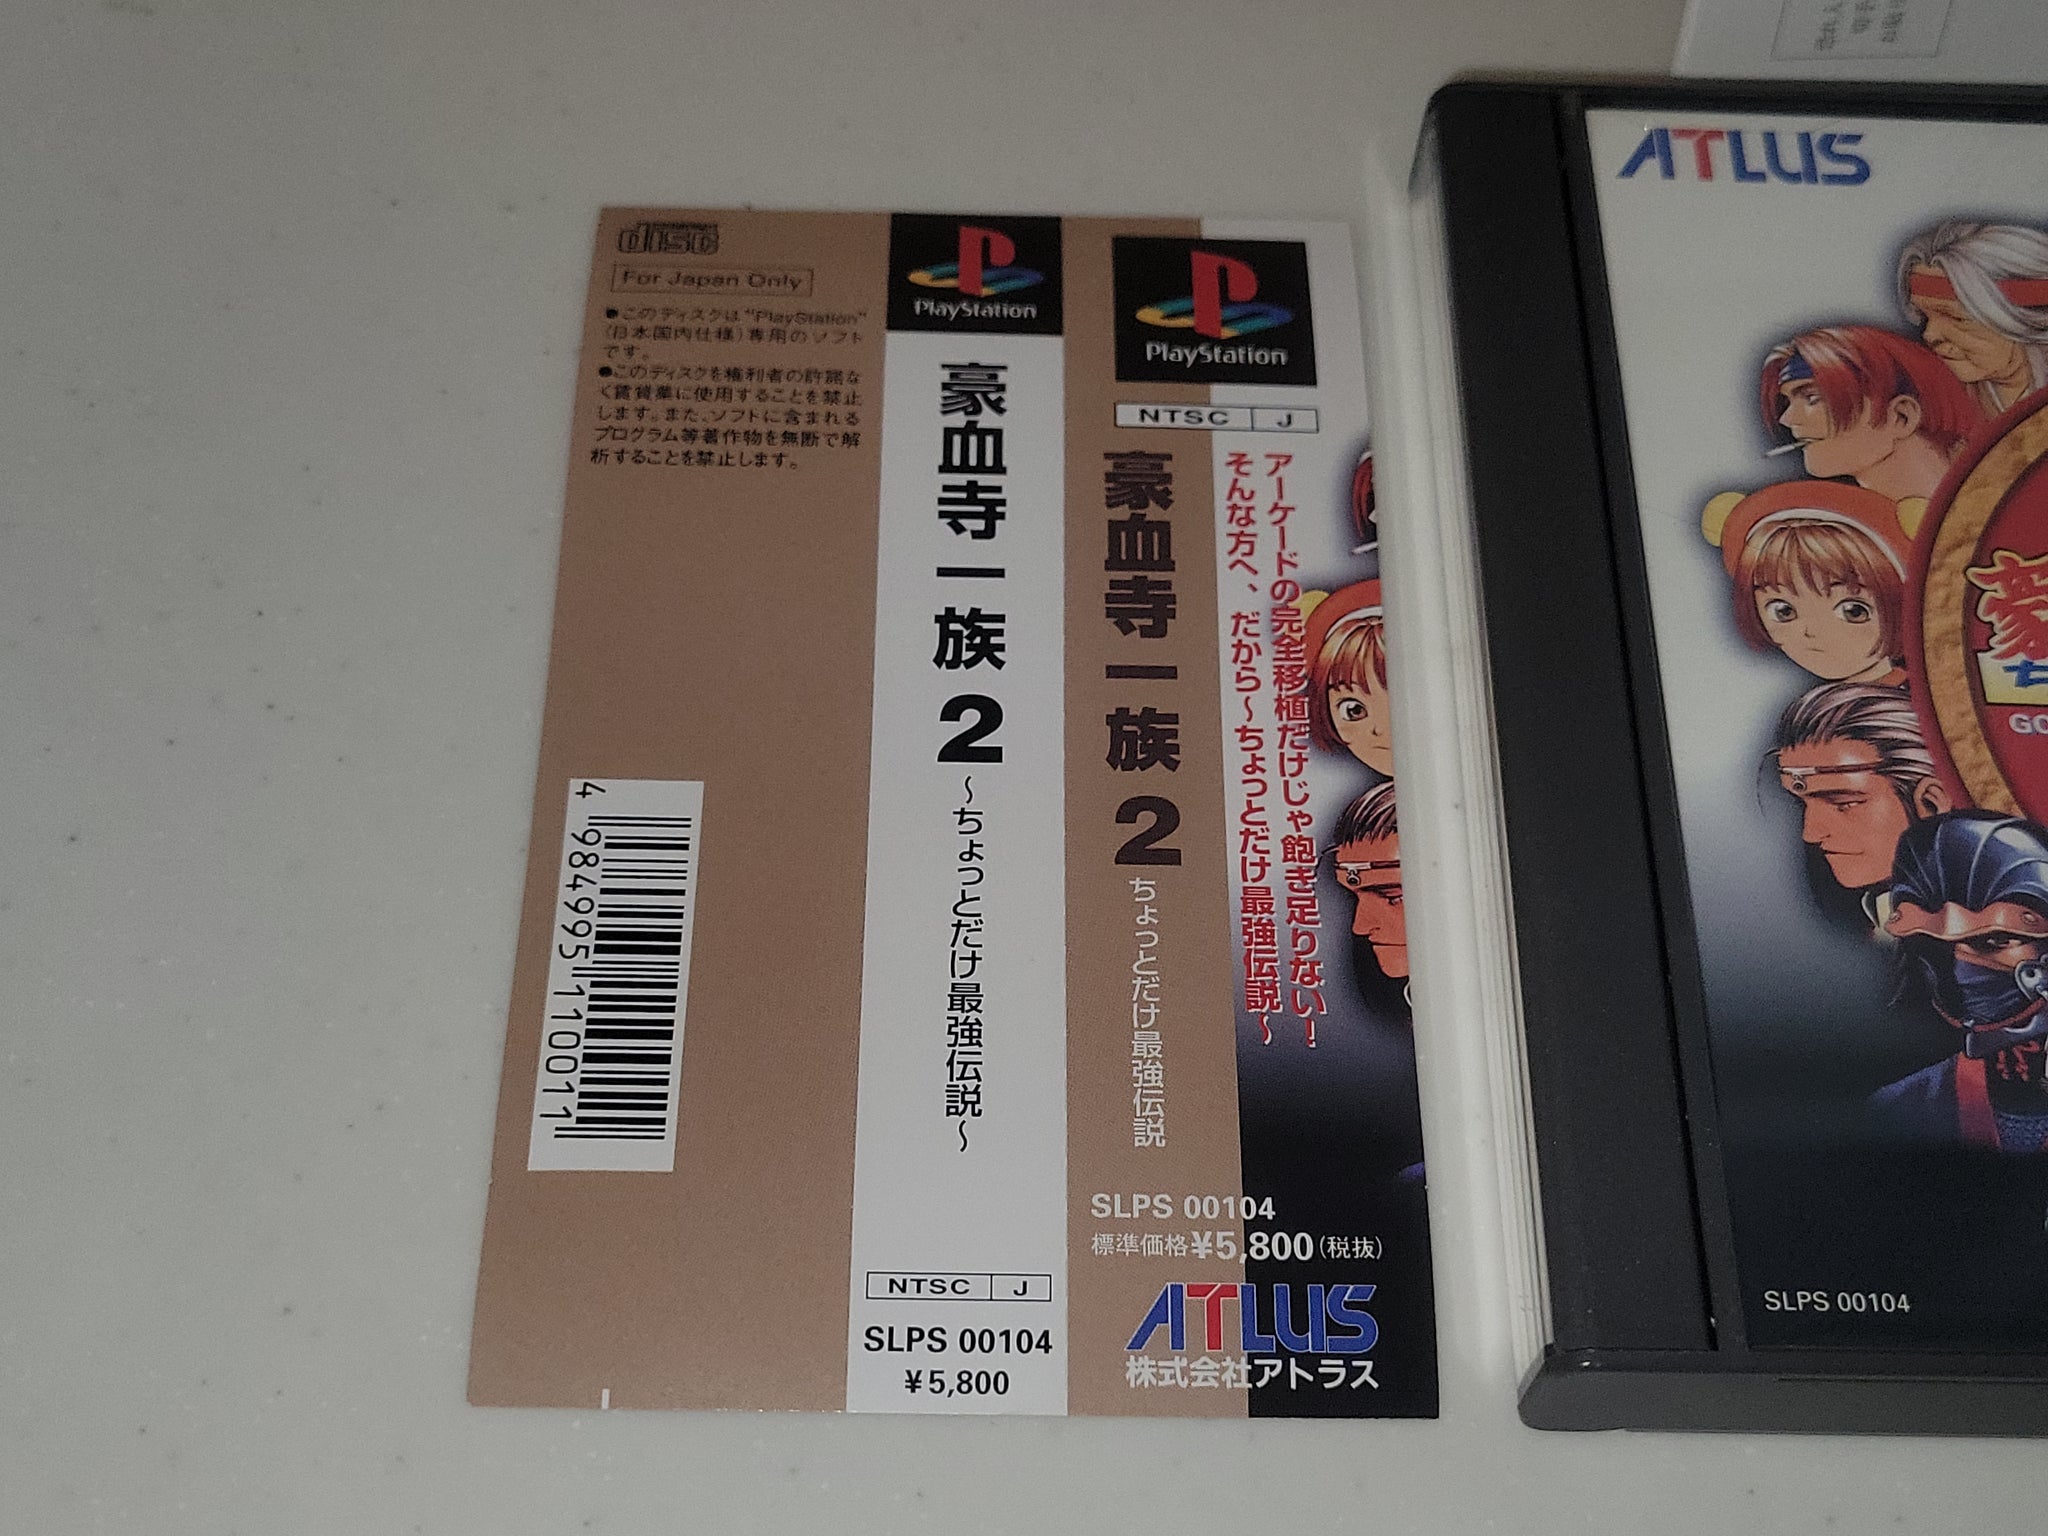 disc
For Japan Only
●このディスクは"PlayStation"
(日本国内仕様)専用のソフト
です。
●このディスクを権利者の許諾な
く賃貸業に使用することを禁止
します。また、ソフトに含まれる
プログラム等著作物を無断で解
析することを禁止します。
4 984995 110011
PlayStation
豪血寺一族2
～ちょっとだけ最強伝説～
NTSC J
SLPS 00104
¥5,800
PlayStation
NTSC J
アーケードの完全移植だけじゃ飽き足りない!
そんな方へ、だから～ちょっとだけ最強伝説～
豪血寺一族2
ちょっとだけ最強伝説
SLPS 00104
標準価格¥5,800(税抜)
ATLUS
株式会社アトラス
ATLUS
豪
ち
GO
SLPS 00104